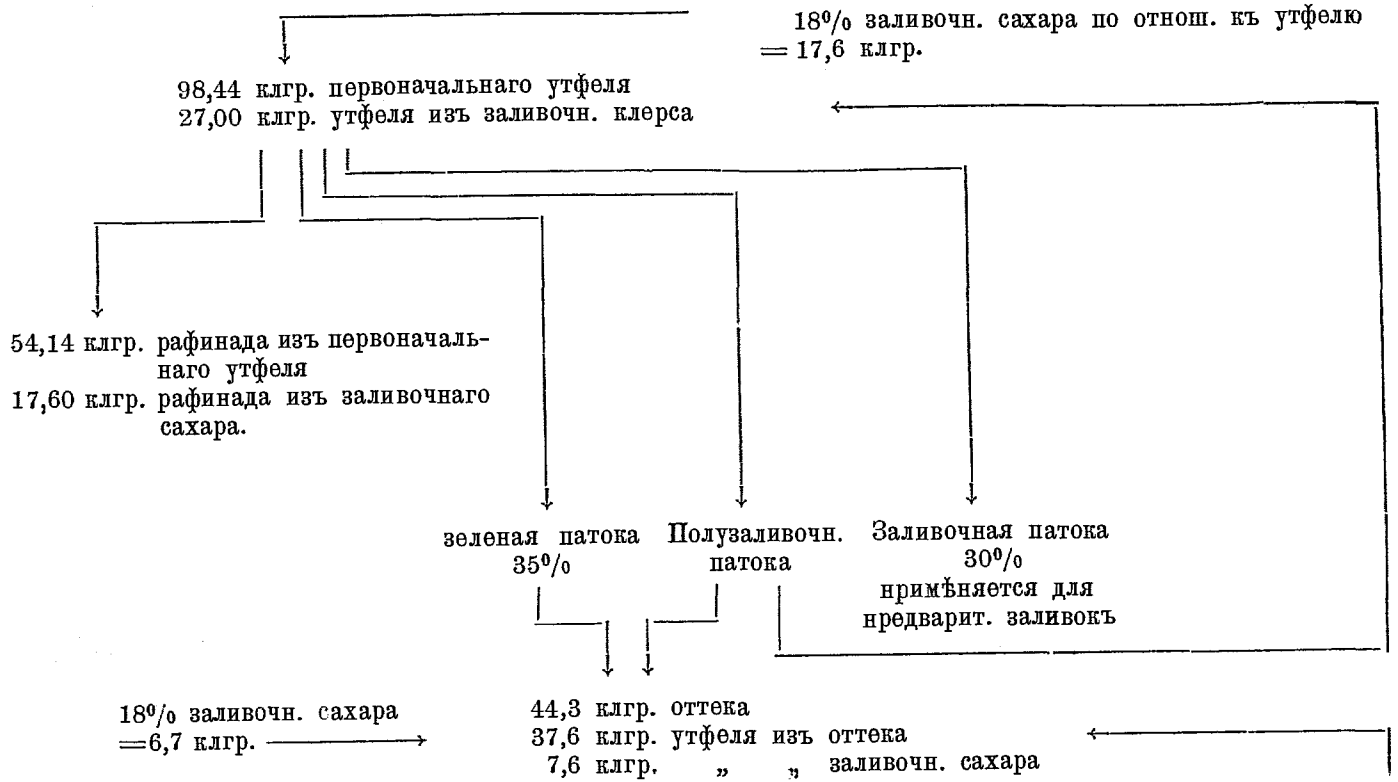 18% заливочн. сахара по отнош. къ утфелю
= 17,6 клгр.
98,44 клгр. первоначальнаго утфеля
27,00 клгр. утфеля изъ заливочн. клерса
54,14 клгр. рафинада изъ первоначаль-
наго утфеля
17,60 клгр. рафинада изъ заливочнаго
сахара.
зеленая патока
35%
Полузаливочн.
патока
Заливочная патока
30%
нримѣняется для
нредварит. заливокъ
18% заливочн. сахара
=6,7 клгр.
44,3 клгр. оттека
37,6 клгр. утфеля изъ оттека
7,6 клгр. „ „ заливочн. сахара